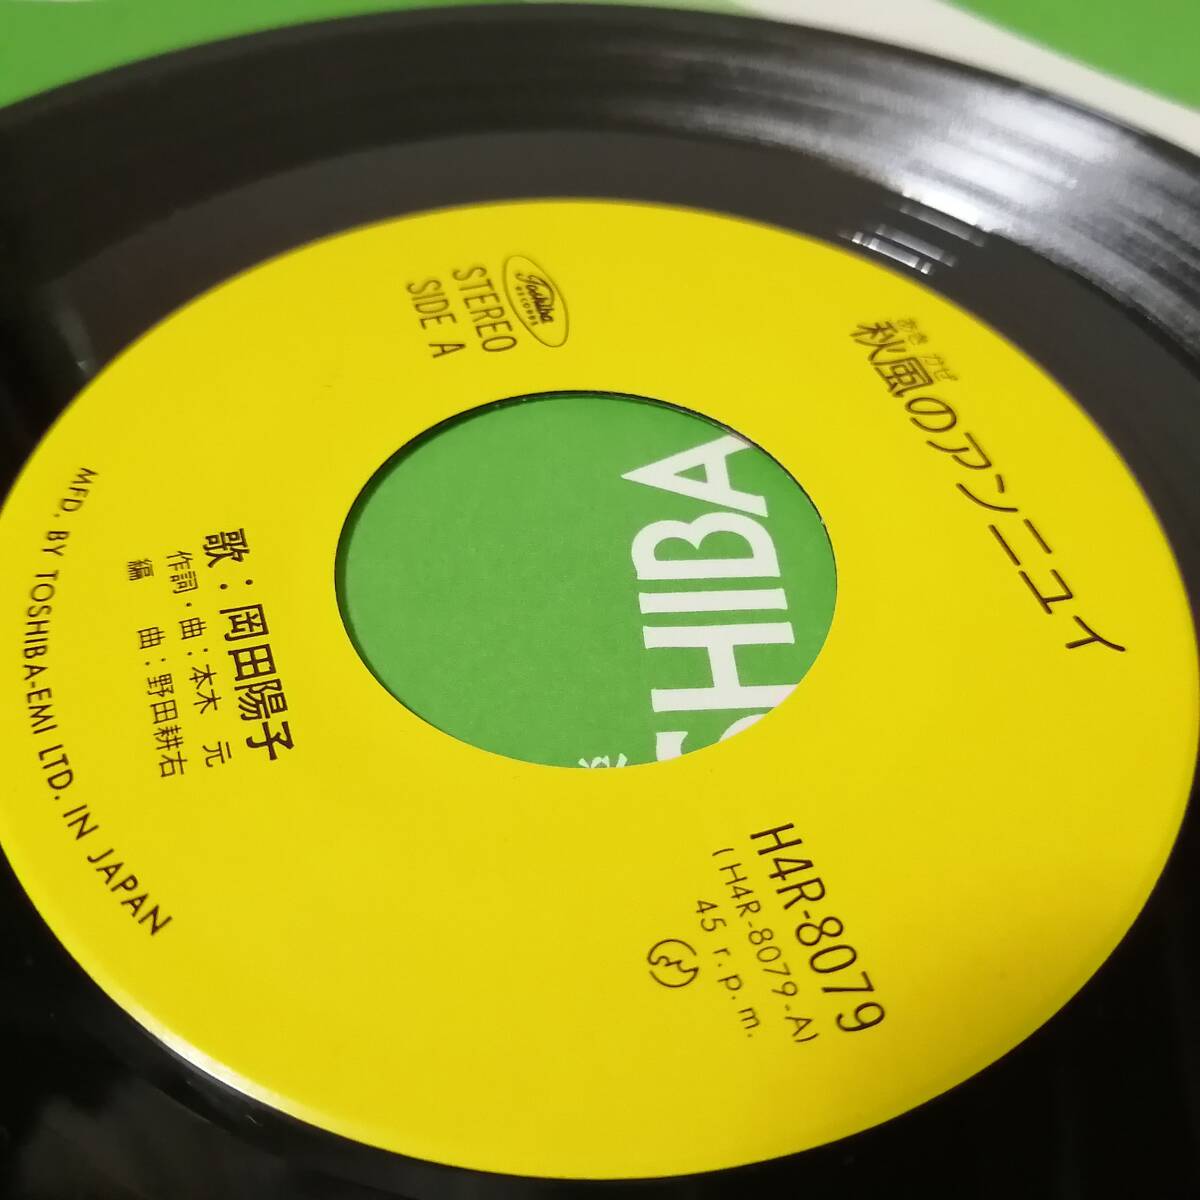 あき かぜ
秋風のアンニュイ
Toshiba
RECORDS
STEREO
SIDE A
H4R-8079
(H4R-8079-A)
45 r.p.m.
歌：岡田陽子
作詞・曲：本木 元
編 曲：野田耕右
MFD. BY TOSHIBA-EMI LTD. IN JAPAN
SHIBA